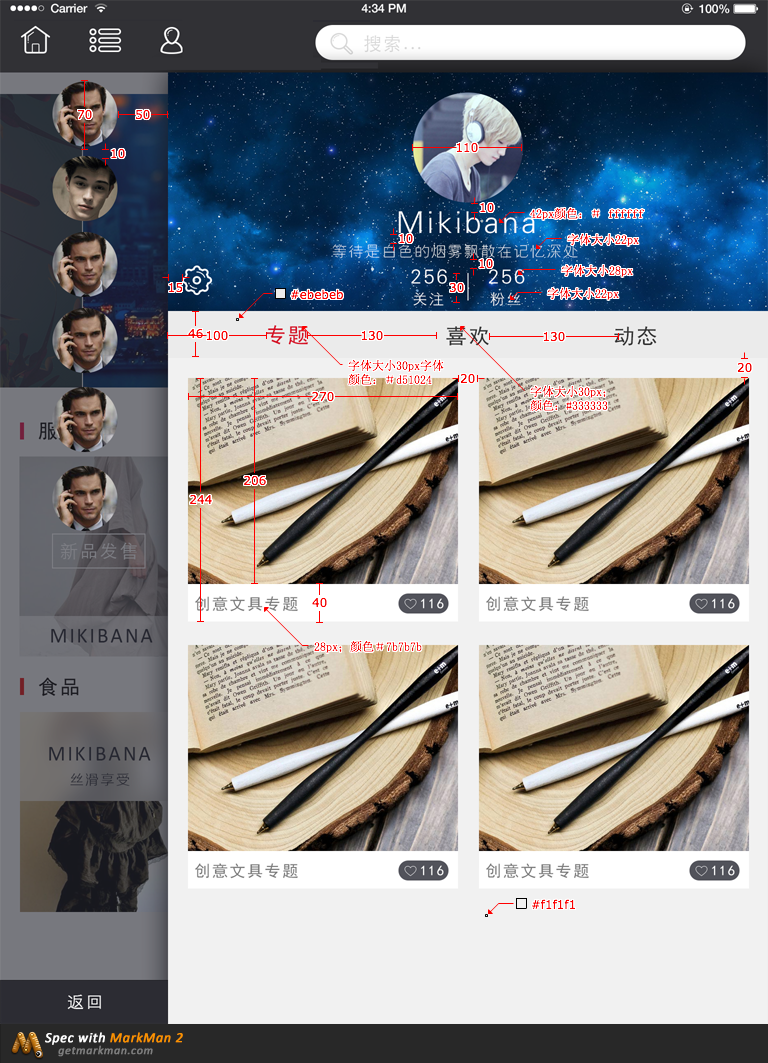 Carrier
4:34 PM
100%
搜索...
70
50
10
110
10
42px颜色：# ffffff
Mikibana
10
字体大小22px
等待是白色的烟雾飘散在记忆深处
10
字体大小28px
256
256
15
30
#ebebeb
关注
粉丝
字体大小22px
46
100
专题
130
喜欢
130
动态
字体大小30px字体
颜色：＃d51024
20
20
字体大小30px；
颜色：#333333
270
服
244
206
新品发售
MIKIBANA
创意文具专题
116
40
创意文具专题
116
28px；颜色＃7b7b7b
食品
MIKIBANA
丝滑享受
创意文具专题
116
创意文具专题
116
#f1f1f1
返回
Spec with MarkMan 2
getmarkman.com